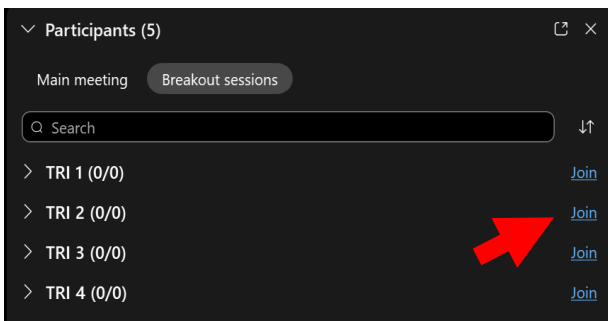 Participants (5)
Main meeting Breakout sessions
Search
TRI 1 (0/0) Join
TRI 2 (0/0) Join
TRI 3 (0/0) Join
TRI 4 (0/0) Join